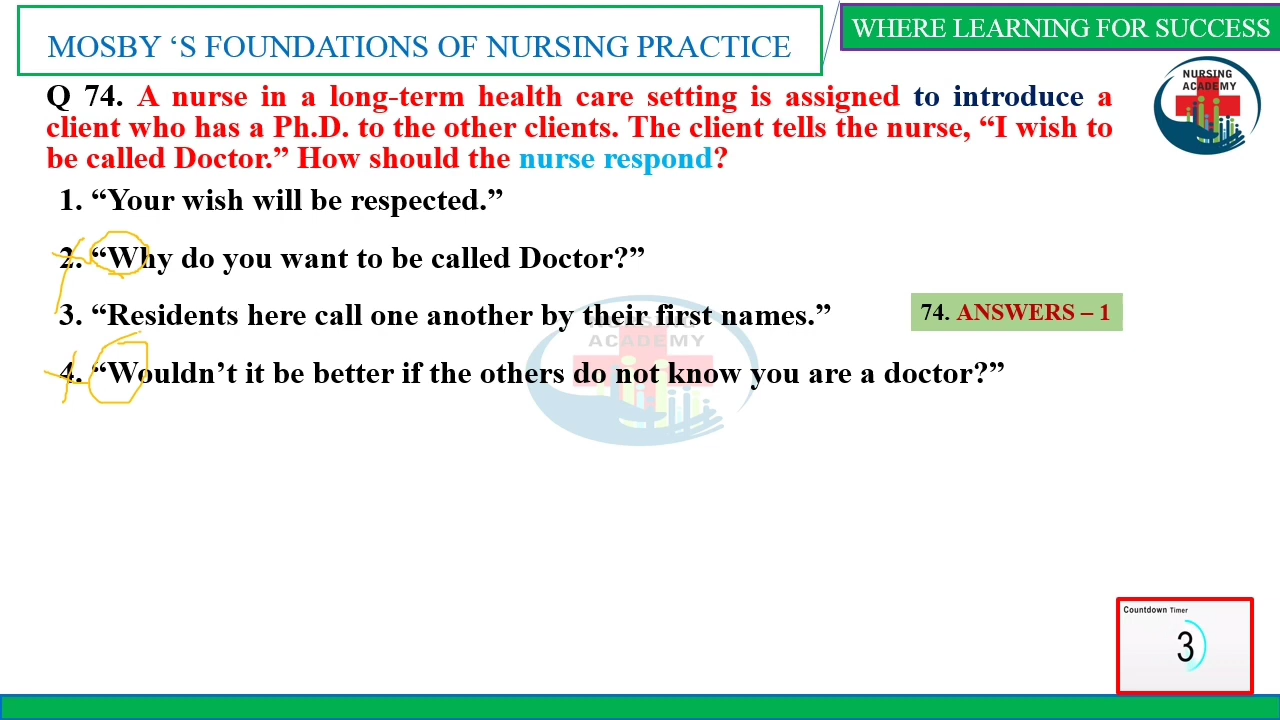 MOSBY ‘S FOUNDATIONS OF NURSING PRACTICE
WHERE LEARNING FOR SUCCESS
NURSING
ACADEMY
Q 74. A nurse in a long-term health care setting is assigned to introduce a
client who has a Ph.D. to the other clients. The client tells the nurse, “I wish to
be called Doctor.” How should the nurse respond?
1. “Your wish will be respected.”
2. “Why do you want to be called Doctor?”
3. “Residents here call one another by their first names.”
74. ANSWERS – 1
NURSING
ACADEMY
4. “Wouldn’t it be better if the others do not know you are a doctor?”
Countdown Timer
3